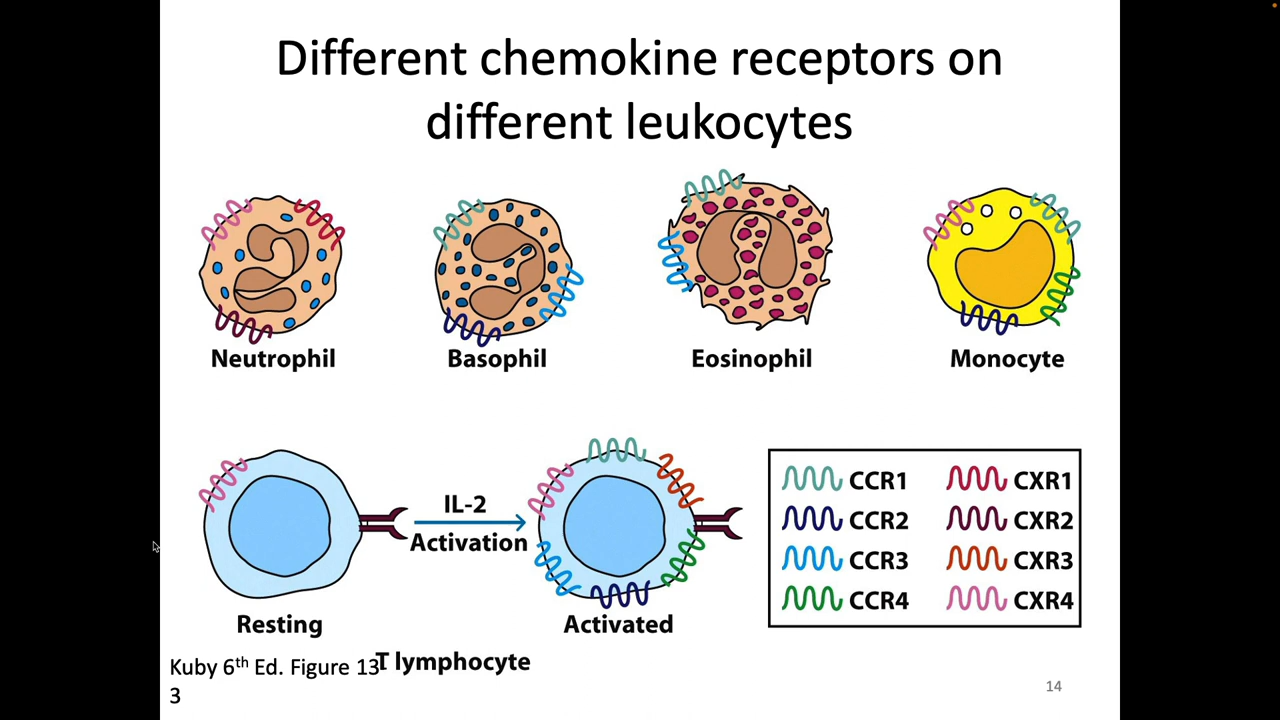 Different chemokine receptors on
different leukocytes
Neutrophil
Basophil
Eosinophil
Monocyte
IL-2
Activation
Resting
Activated
T lymphocyte
CCR1
CXR1
CCR2
CXR2
CCR3
CXR3
CCR4
CXR4
Kuby 6th Ed. Figure 13
3
14